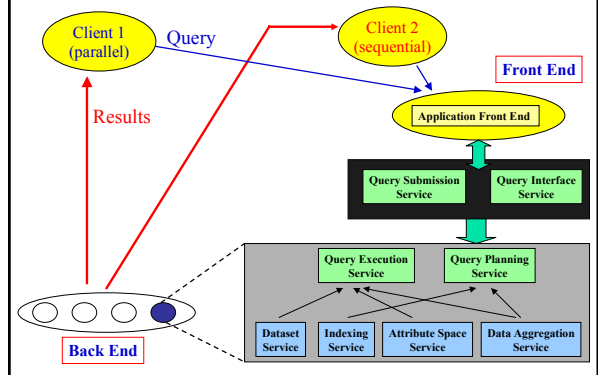 Client 1
(parallel)
Query
Client 2
(sequential)
Front End
Application Front End
Results
Query Submission
Service
Query Interface
Service
Query Execution
Service
Query Planning
Service
Dataset
Service
Indexing
Service
Attribute Space
Service
Data Aggregation
Service
Back End